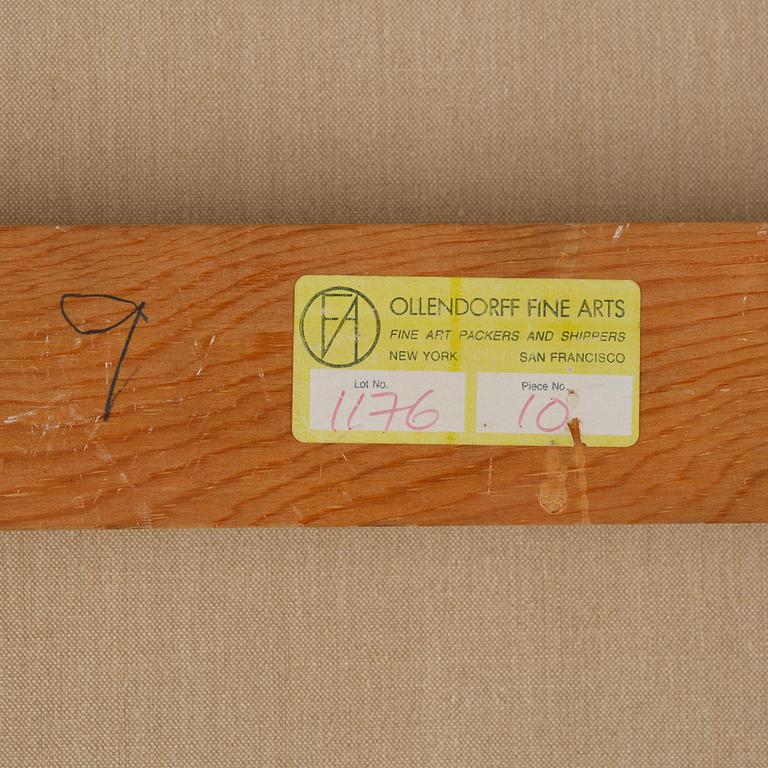 9
FA
OLLENDORFF FINE ARTS
FINE ART PACKERS AND SHIPPERS
NEW YORK SAN FRANCISCO
Lot No. Piece No.
1176 10